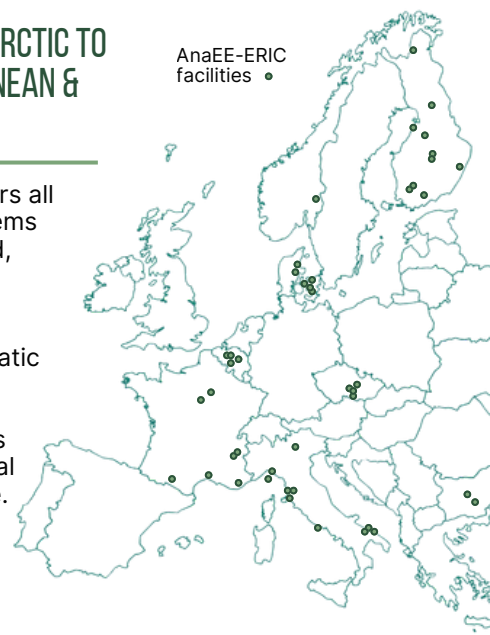 RCTIC TO
NEAN &
AnaEE-ERIC
facilities
rs all
ems
d,
atic
s
al
e.